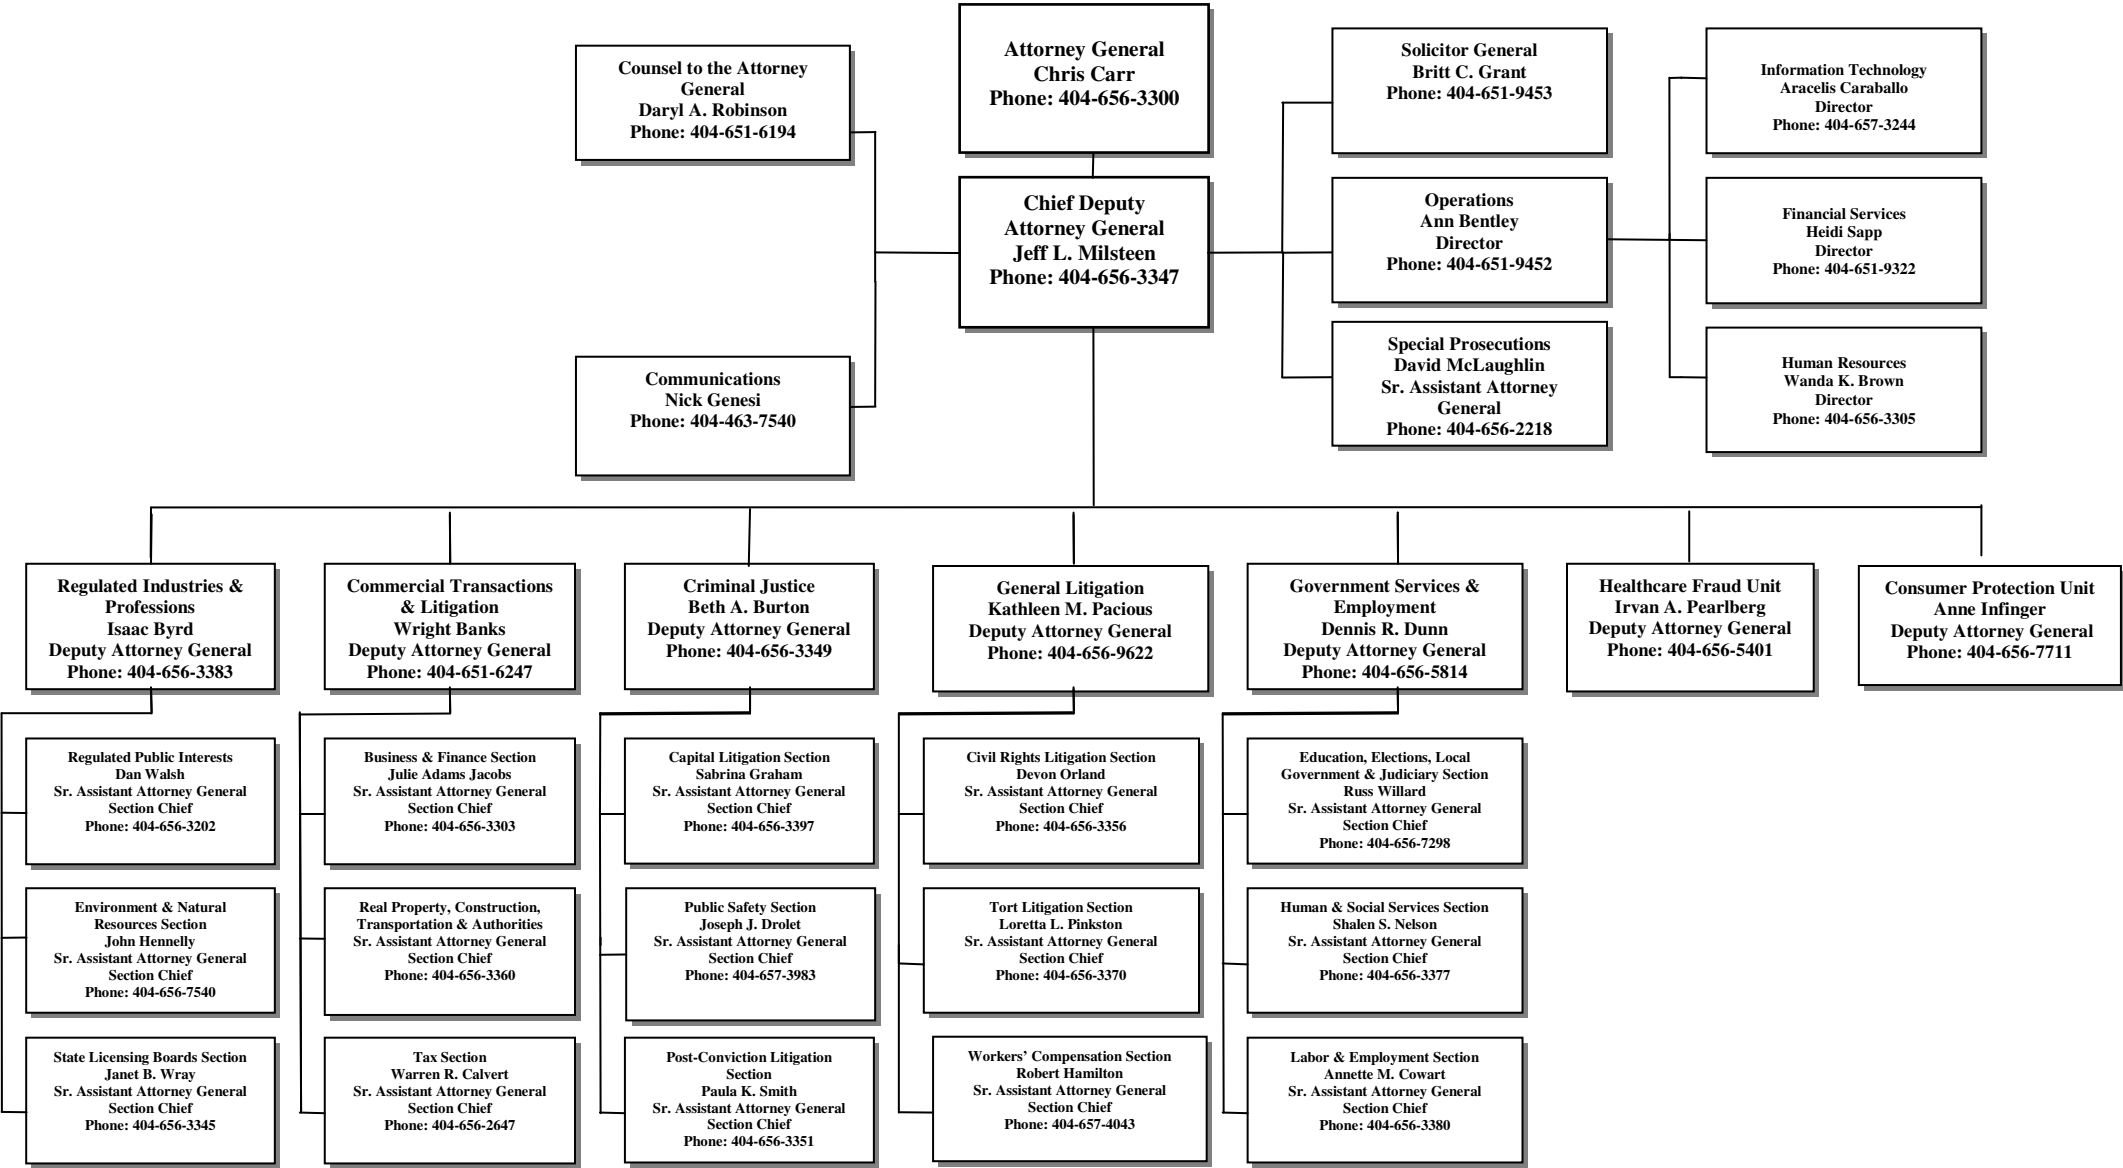 Attorney General
Chris Carr
Phone: 404-656-3300
Counsel to the Attorney
General
Daryl A. Robinson
Phone: 404-651-6194
Chief Deputy
Attorney General
Jeff L. Milsteen
Phone: 404-656-3347
Communications
Nick Genesi
Phone: 404-463-7540
Solicitor General
Britt C. Grant
Phone: 404-651-9453
Operations
Ann Bentley
Director
Phone: 404-651-9452
Special Prosecutions
David McLaughlin
Sr. Assistant Attorney
General
Phone: 404-656-2218
Information Technology
Aracelis Caraballo
Director
Phone: 404-657-3244
Financial Services
Heidi Sapp
Director
Phone: 404-651-9322
Human Resources
Wanda K. Brown
Director
Phone: 404-656-3305
Regulated Industries &
Professions
Isaac Byrd
Deputy Attorney General
Phone: 404-656-3383
Regulated Public Interests
Dan Walsh
Sr. Assistant Attorney General
Section Chief
Phone: 404-656-3202
Environment & Natural
Resources Section
John Hennelly
Sr. Assistant Attorney General
Section Chief
Phone: 404-656-7540
State Licensing Boards Section
Janet B. Wray
Sr. Assistant Attorney General
Section Chief
Phone: 404-656-3345
Commercial Transactions
& Litigation
Wright Banks
Deputy Attorney General
Phone: 404-651-6247
Business & Finance Section
Julie Adams Jacobs
Sr. Assistant Attorney General
Section Chief
Phone: 404-656-3303
Real Property, Construction,
Transportation & Authorities
Sr. Assistant Attorney General
Section Chief
Phone: 404-656-3360
Tax Section
Warren R. Calvert
Sr. Assistant Attorney General
Section Chief
Phone: 404-656-2647
Criminal Justice
Beth A. Burton
Deputy Attorney General
Phone: 404-656-3349
Capital Litigation Section
Sabrina Graham
Sr. Assistant Attorney General
Section Chief
Phone: 404-656-3397
Public Safety Section
Joseph J. Drolet
Sr. Assistant Attorney General
Section Chief
Phone: 404-657-3983
Post-Conviction Litigation
Section
Paula K. Smith
Sr. Assistant Attorney General
Section Chief
Phone: 404-656-3351
General Litigation
Kathleen M. Pacious
Deputy Attorney General
Phone: 404-656-9622
Civil Rights Litigation Section
Devon Orland
Sr. Assistant Attorney General
Section Chief
Phone: 404-656-3356
Tort Litigation Section
Loretta L. Pinkston
Sr. Assistant Attorney General
Section Chief
Phone: 404-656-3370
Workers’ Compensation Section
Robert Hamilton
Sr. Assistant Attorney General
Section Chief
Phone: 404-657-4043
Government Services &
Employment
Dennis R. Dunn
Deputy Attorney General
Phone: 404-656-5814
Education, Elections, Local
Government & Judiciary Section
Russ Willard
Sr. Assistant Attorney General
Section Chief
Phone: 404-656-7298
Human & Social Services Section
Shalen S. Nelson
Sr. Assistant Attorney General
Section Chief
Phone: 404-656-3377
Labor & Employment Section
Annette M. Cowart
Sr. Assistant Attorney General
Section Chief
Phone: 404-656-3380
Healthcare Fraud Unit
Irvan A. Pearlberg
Deputy Attorney General
Phone: 404-656-5401
Consumer Protection Unit
Anne Infinger
Deputy Attorney General
Phone: 404-656-7711